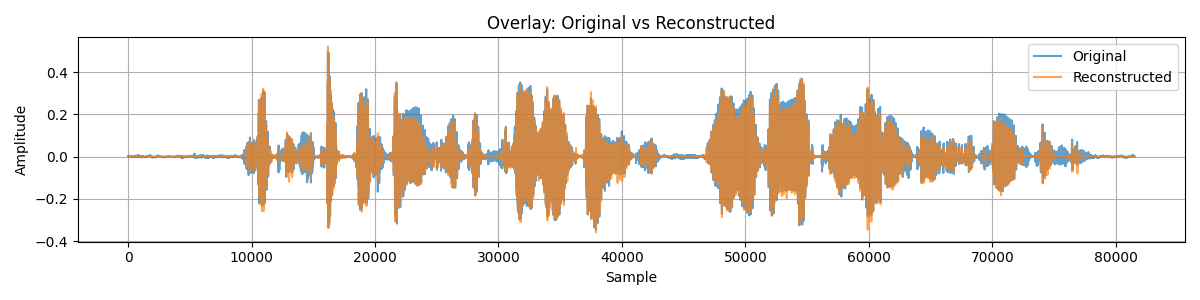 Overlay: Original vs Reconstructed
Original
Reconstructed
Amplitude
0.4
0.2
0.0
−0.2
−0.4
0 10000 20000 30000 40000 50000 60000 70000 80000
Sample